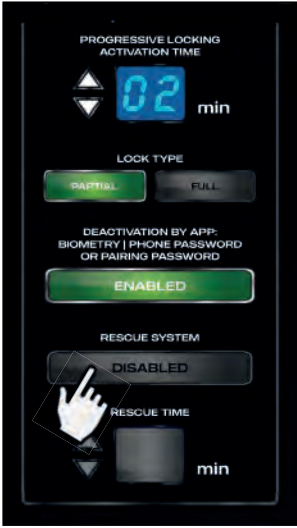 PROGRESSIVE LOCKING
ACTIVATION TIME
02 min
LOCK TYPE
PARTIAL FULL
DEACTIVATION BY APP:
BIOMETRY | PHONE PASSWORD
OR PAIRING PASSWORD
ENABLED
RESCUE SYSTEM
DISABLED
RESCUE TIME
min